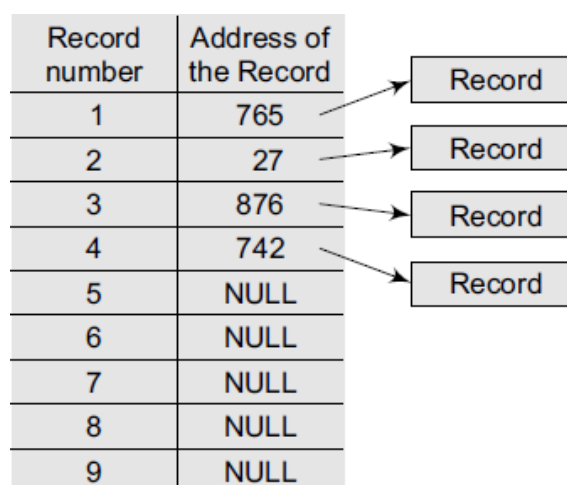 Record number Address of the Record
1 765 Record
2 27 Record
3 876 Record
4 742 Record
5 NULL
6 NULL
7 NULL
8 NULL
9 NULL